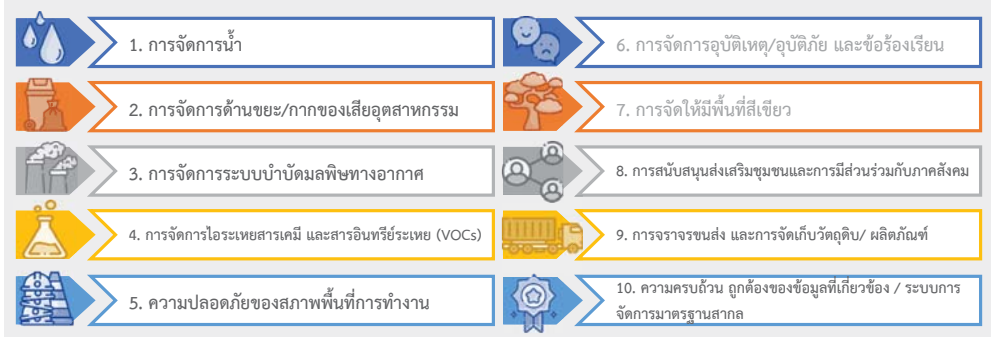 1. การจัดการน้ำ
2. การจัดการด้านขยะ/กากของเสียอุตสาหกรรม
3. การจัดการระบบบำบัดมลพิษทางอากาศ
4. การจัดการไอระเหยสารเคมี และสารอินทรีย์ระเหย (VOCs)
5. ความปลอดภัยของสภาพพื้นที่การทำงาน
6. การจัดการอุบัติเหตุ/อุบัติภัย และข้อร้องเรียน
7. การจัดให้มีพื้นที่สีเขียว
8. การสนับสนุนส่งเสริมชุมชนและการมีส่วนร่วมกับภาคสังคม
9. การจราจรขนส่ง และการจัดเก็บวัตถุดิบ/ ผลิตภัณฑ์
10. ความครบถ้วน ถูกต้องของข้อมูลที่เกี่ยวข้อง / ระบบการ
จัดการมาตรฐานสากล